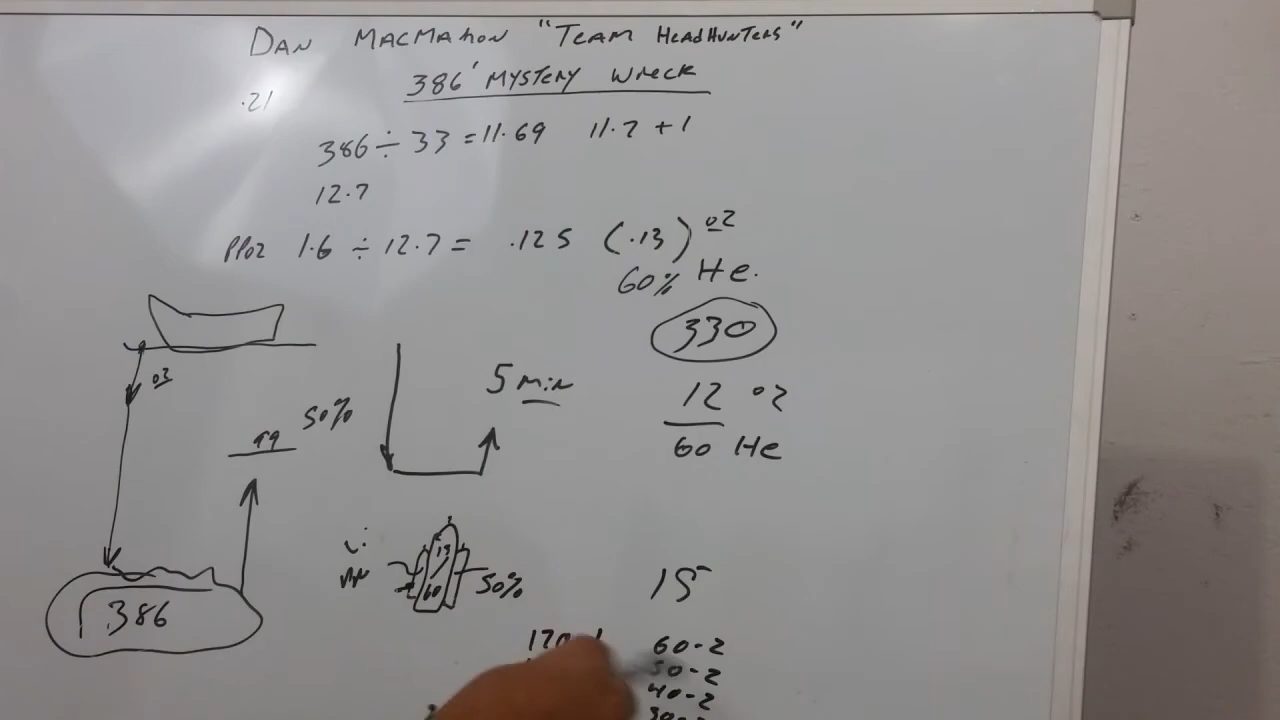 DAN MACMAHON "TEAM HEADHUNTERS"
386' MYSTERY WRECK
.21
386 ÷ 33 = 11.69 11.7 + 1
12.7
PPO2 1.6 ÷ 12.7 = .125 (.13) O2
60% He.
330
5 min
50%
12 O2
60 He
13
60
50%
386
15
60-2
50-2
40-2